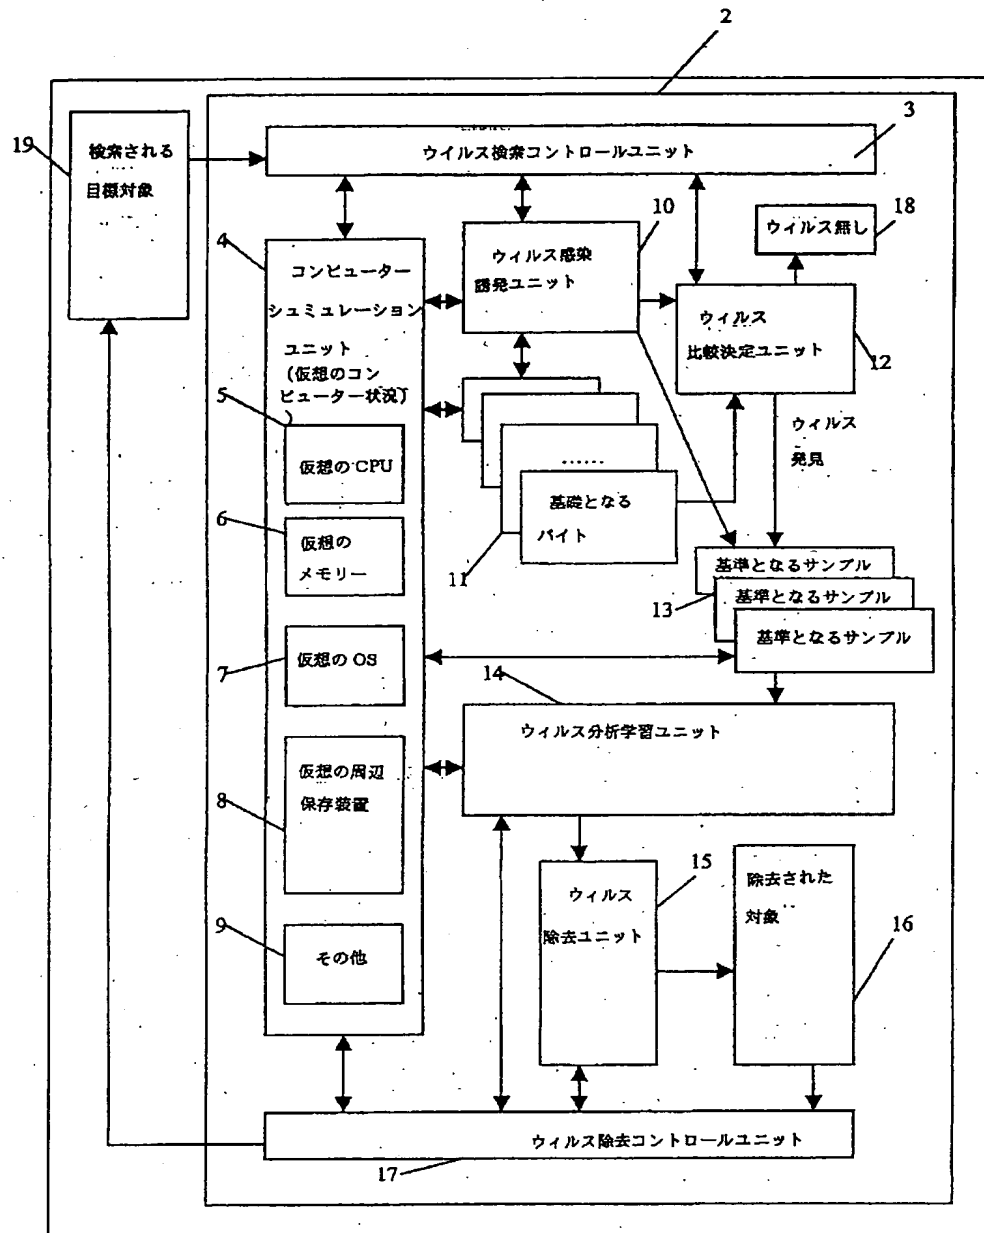 2
19
検索される
目標対象
ウイルス検索コントロールユニット
3
4
コンピューター
シュミュレーション
ユニット
(仮想のコン
ピューター状況)
10
ウィルス感染
誘発ユニット
18
ウィルス無し
ウィルス
比較決定ユニット
12
5
仮想の CPU
ウィルス
発見
......
基礎となる
バイト
11
6
仮想の
メモリー
基準となるサンプル
13
基準となるサンプル
基準となるサンプル
7
仮想の OS
14
ウィルス分析学習ユニット
8
仮想の周辺
保存装置
15
ウィルス
除去ユニット
除去された
対象
16
9
その他
ウィルス除去コントロールユニット
17